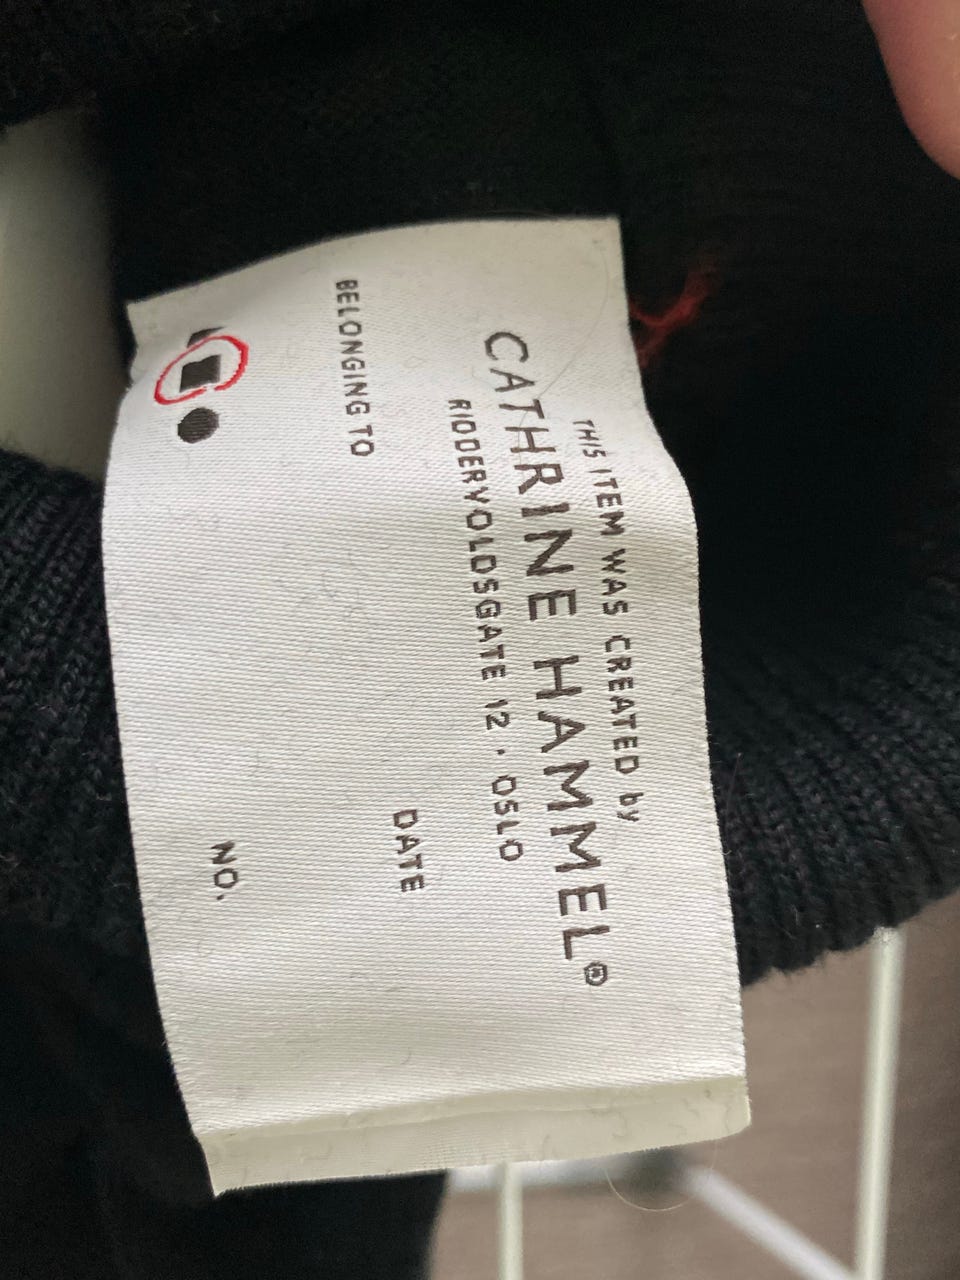 THIS ITEM WAS CREATED by
CATHRINE HAMMEL®
RIDDERVOLDSGATE 12 · OSLO
BELONGING TO
DATE
NO.